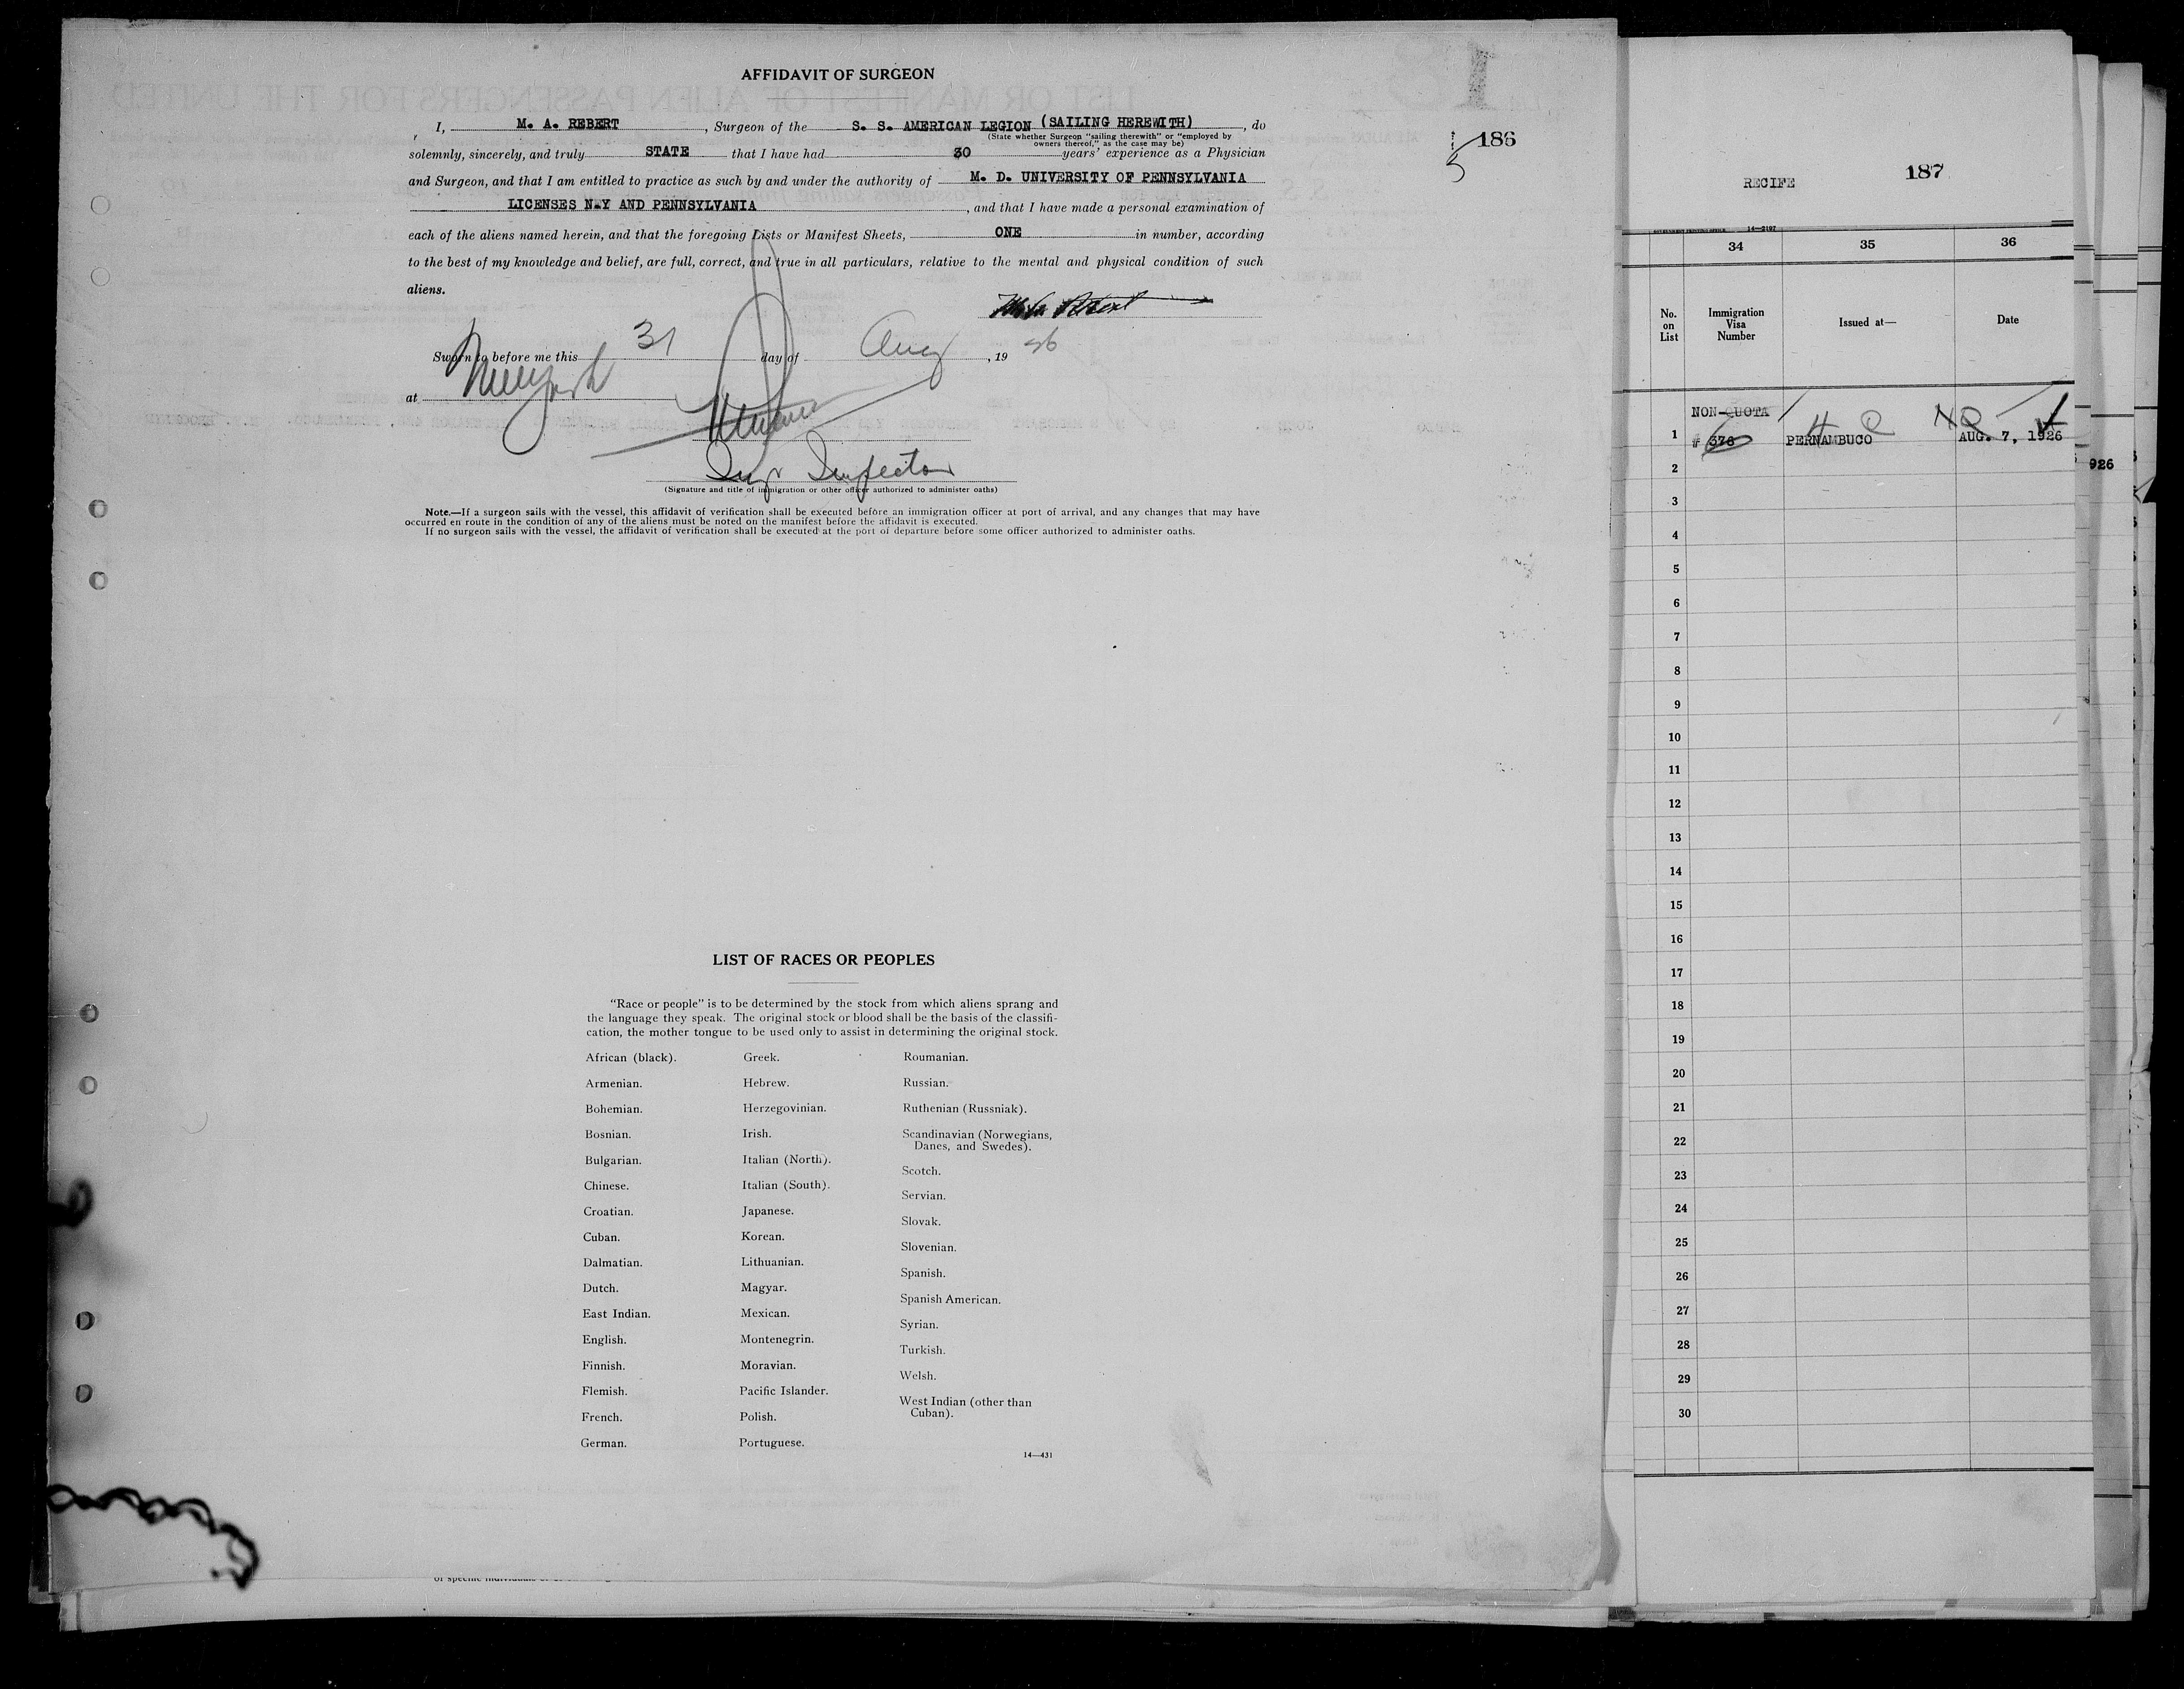 AFFIDAVIT OF SURGEON
186
I, M. A. REBERT, Surgeon of the S. S. AMERICAN LEGION (SAILING HEREWITH), do
(State whether Surgeon "sailing therewith" or "employed by
owners thereof," as the case may be)
solemnly, sincerely, and truly STATE that I have had 30 years' experience as a Physician
and Surgeon, and that I am entitled to practice as such by and under the authority of M. D. UNIVERSITY OF PENNSYLVANIA
LICENSES N.Y AND PENNSYLVANIA, and that I have made a personal examination of
each of the aliens named herein, and that the foregoing Lists or Manifest Sheets, ONE in number, according
to the best of my knowledge and belief, are full, correct, and true in all particulars, relative to the mental and physical condition of such
aliens.
Sworn to before me this 31 day of Aug, 19 26
at New York
Imgr Inspector
(Signature and title of immigration or other officer authorized to administer oaths)
Note.—If a surgeon sails with the vessel, this affidavit of verification shall be executed before an immigration officer at port of arrival, and any changes that may have
occurred en route in the condition of any of the aliens must be noted on the manifest before the affidavit is executed.
If no surgeon sails with the vessel, the affidavit of verification shall be executed at the port of departure before some officer authorized to administer oaths.
LIST OF RACES OR PEOPLES
"Race or people" is to be determined by the stock from which aliens sprang and
the language they speak. The original stock or blood shall be the basis of the classifi-
cation, the mother tongue to be used only to assist in determining the original stock.
African (black).
Armenian.
Bohemian.
Bosnian.
Bulgarian.
Chinese.
Croatian.
Cuban.
Dalmatian.
Dutch.
East Indian.
English.
Finnish.
Flemish.
French.
German.
Greek.
Hebrew.
Herzegovinian.
Irish.
Italian (North).
Italian (South).
Japanese.
Korean.
Lithuanian.
Magyar.
Mexican.
Montenegrin.
Moravian.
Pacific Islander.
Polish.
Portuguese.
Roumanian.
Russian.
Ruthenian (Russniak).
Scandinavian (Norwegians,
Danes, and Swedes).
Scotch.
Servian.
Slovak.
Slovenian.
Spanish.
Spanish American.
Syrian.
Turkish.
Welsh.
West Indian (other than
Cuban).
14—431
RECIFE
187
14—2197
34 35 36
No.
on
List
Immigration
Visa
Number
Issued at—
Date
NON-QUOTA
1 # 376 PERNAMBUCO AUG. 7, 1926
926
2
3
4
5
6
7
8
9
10
11
12
13
14
15
16
17
18
19
20
21
22
23
24
25
26
27
28
29
30